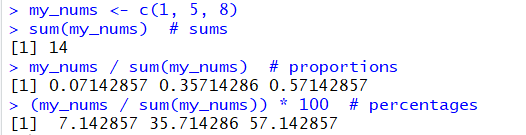 > my_nums <- c(1, 5, 8)
> sum(my_nums)  # sums
[1] 14
> my_nums / sum(my_nums)  # proportions
[1] 0.07142857 0.35714286 0.57142857
> (my_nums / sum(my_nums)) * 100  # percentages
[1]  7.142857 35.714286 57.142857